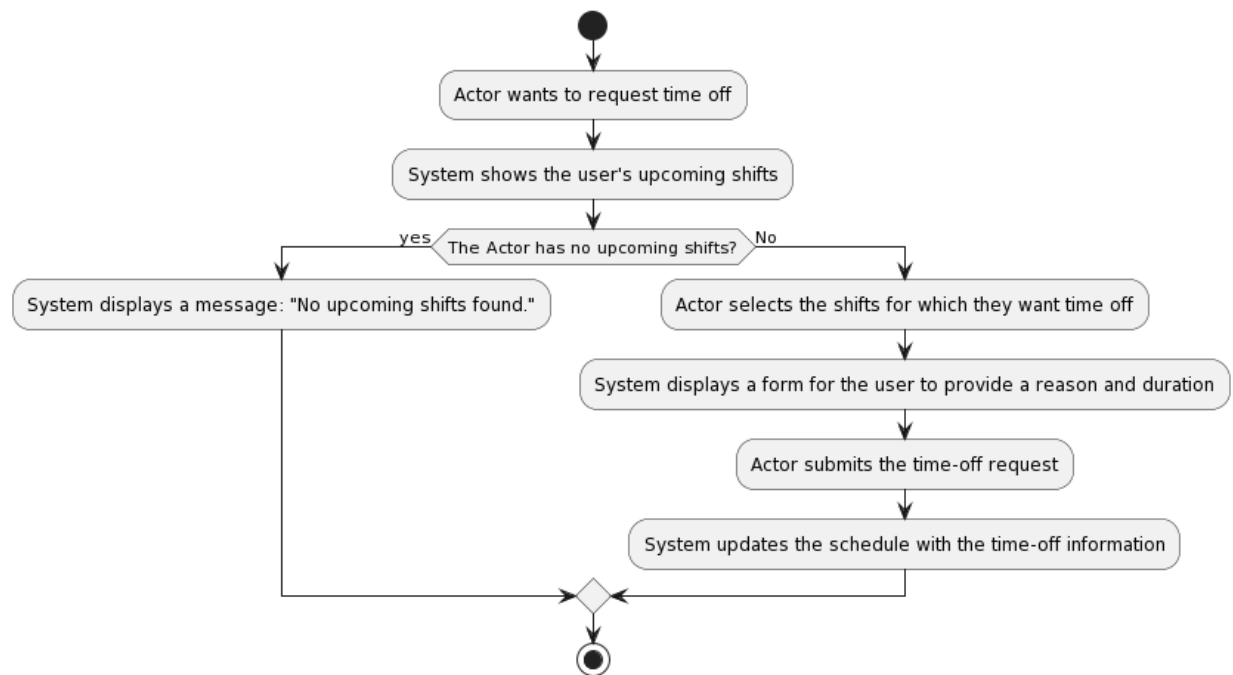 Actor wants to request time off
System shows the user's upcoming shifts
yes
The Actor has no upcoming shifts?
No
System displays a message: "No upcoming shifts found."
Actor selects the shifts for which they want time off
System displays a form for the user to provide a reason and duration
Actor submits the time-off request
System updates the schedule with the time-off information